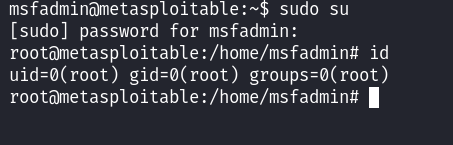 msfadmin@metasploitable:~$ sudo su
[sudo] password for msfadmin:
root@metasploitable:/home/msfadmin# id
uid=0(root) gid=0(root) groups=0(root)
root@metasploitable:/home/msfadmin#